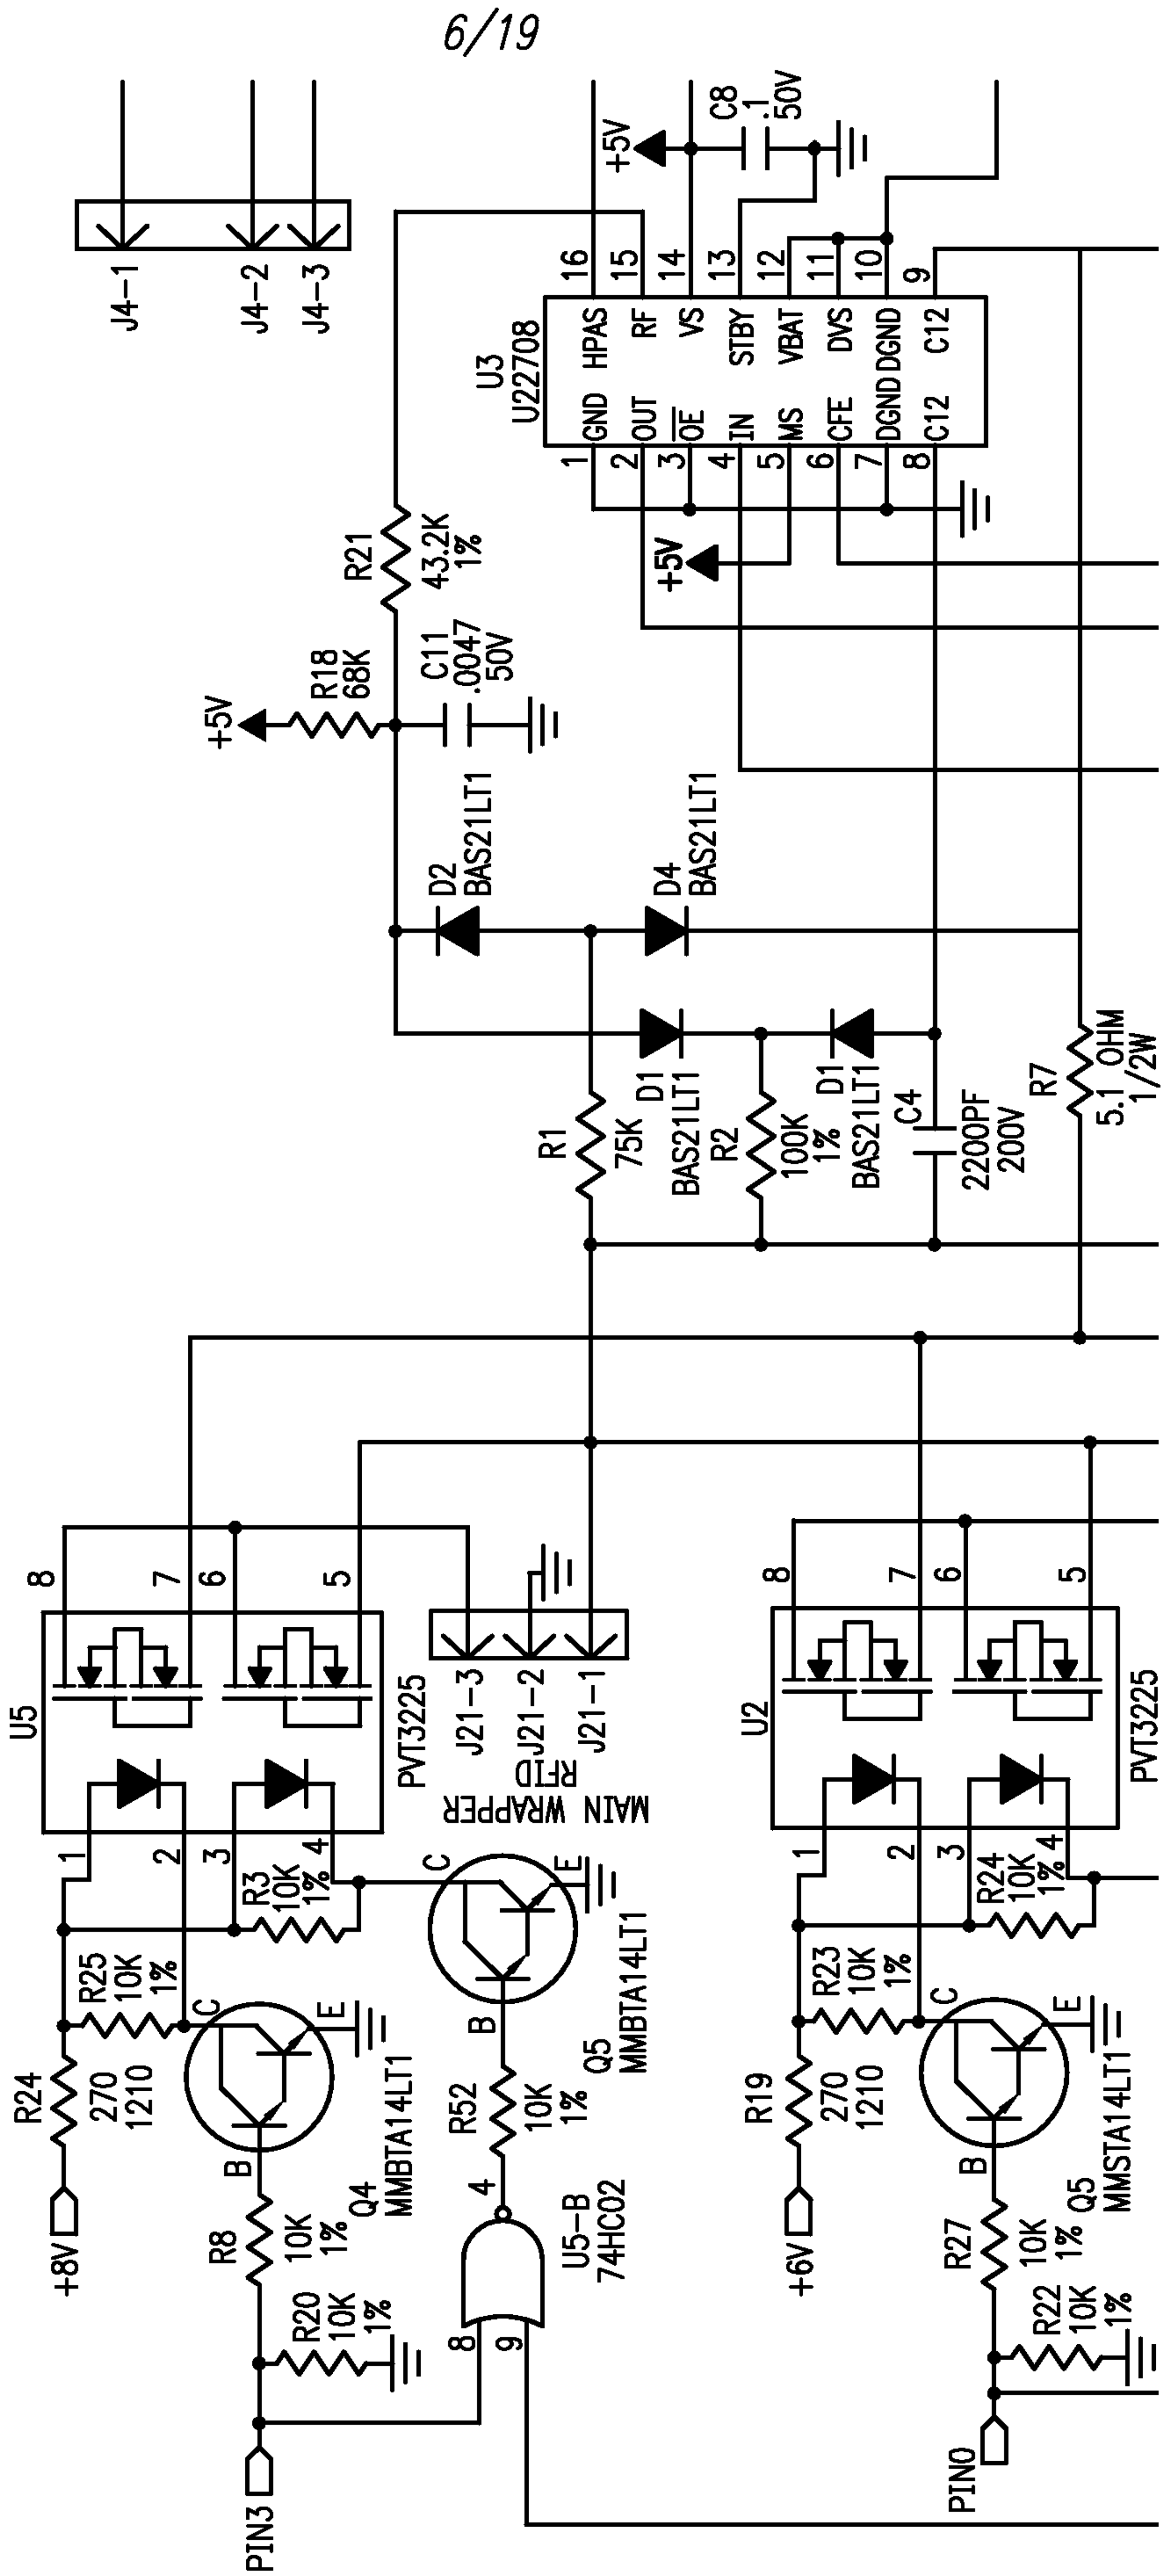 6/19
J4-1
J4-2
J4-3
+5V
C8
.1
50V
16
15
14
13
12
11
10
9
U3
U22708
HPAS
RF
VS
STBY
VBAT
DVS
DGND
C12
GND
OUT
OE
IN
MS
CFE
DGND
C12
1
2
3
4
5
6
7
8
+5V
R21
43.2K
1%
+5V
R18
68K
C11
.0047
50V
D2
BAS21LT1
D4
BAS21LT1
R1
75K
D1
BAS21LT1
R2
100K
1%
D1
BAS21LT1
C4
2200PF
200V
R7
5.1 OHM
1/2W
8
7
6
5
U5
PVT3225
1
2
3
4
J21-3
J21-2
J21-1
MAIN WRAPPER
RFID
R3
10K
1%
R25
10K
1%
R24
270
1210
+8V
C
E
B
Q4
MMBTA14LT1
R8
10K
1%
R20
10K
1%
PIN3
C
E
B
Q5
MMBTA14LT1
R52
10K
1%
4
U5-B
74HC02
8
9
8
7
6
5
U2
PVT3225
1
2
3
4
R24
10K
1%
R23
10K
1%
R19
270
1210
+6V
C
E
B
Q5
MMSTA14LT1
R27
10K
1%
R22
10K
1%
PIN0